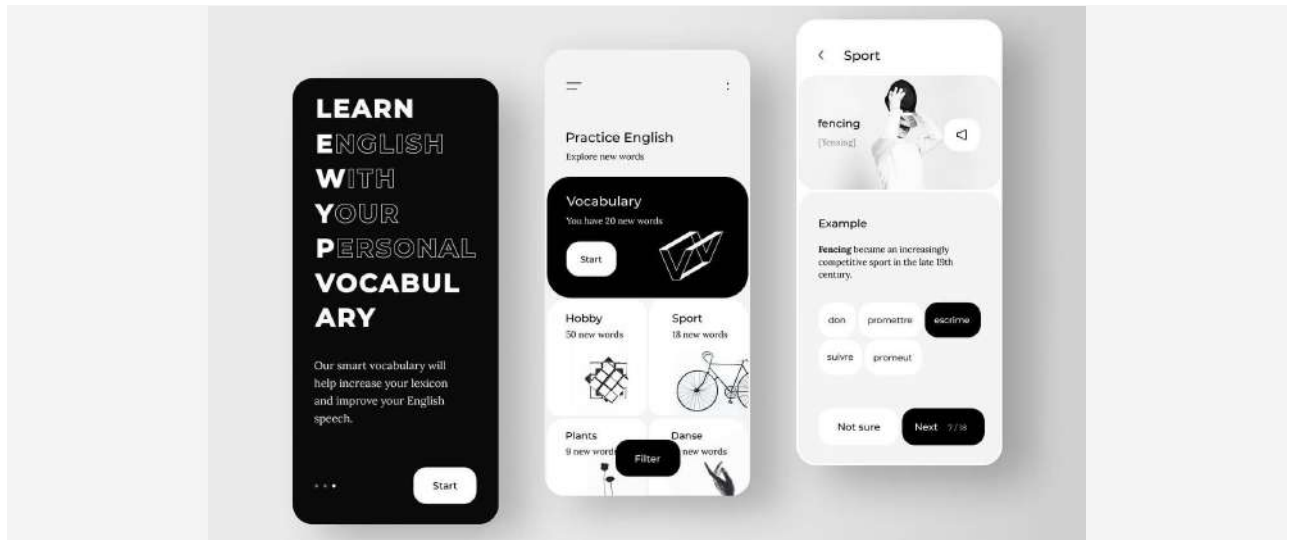 LEARN
ENGLISH
WITH
YOUR
PERSONAL
VOCABUL
ARY
Our smart vocabulary will
help increase your lexicon
and improve your English
speech.
Start
Practice English
Explore new words
Vocabulary
You have 20 new words
Start
Hobby
50 new words
Sport
18 new words
Plants
9 new words
Danse
new words
Filter
Sport
fencing
Example
Fencing became an increasingly
competitive sport in the late 19th
century.
don promettre escrime
suivre promeut
Not sure
Next 7/18